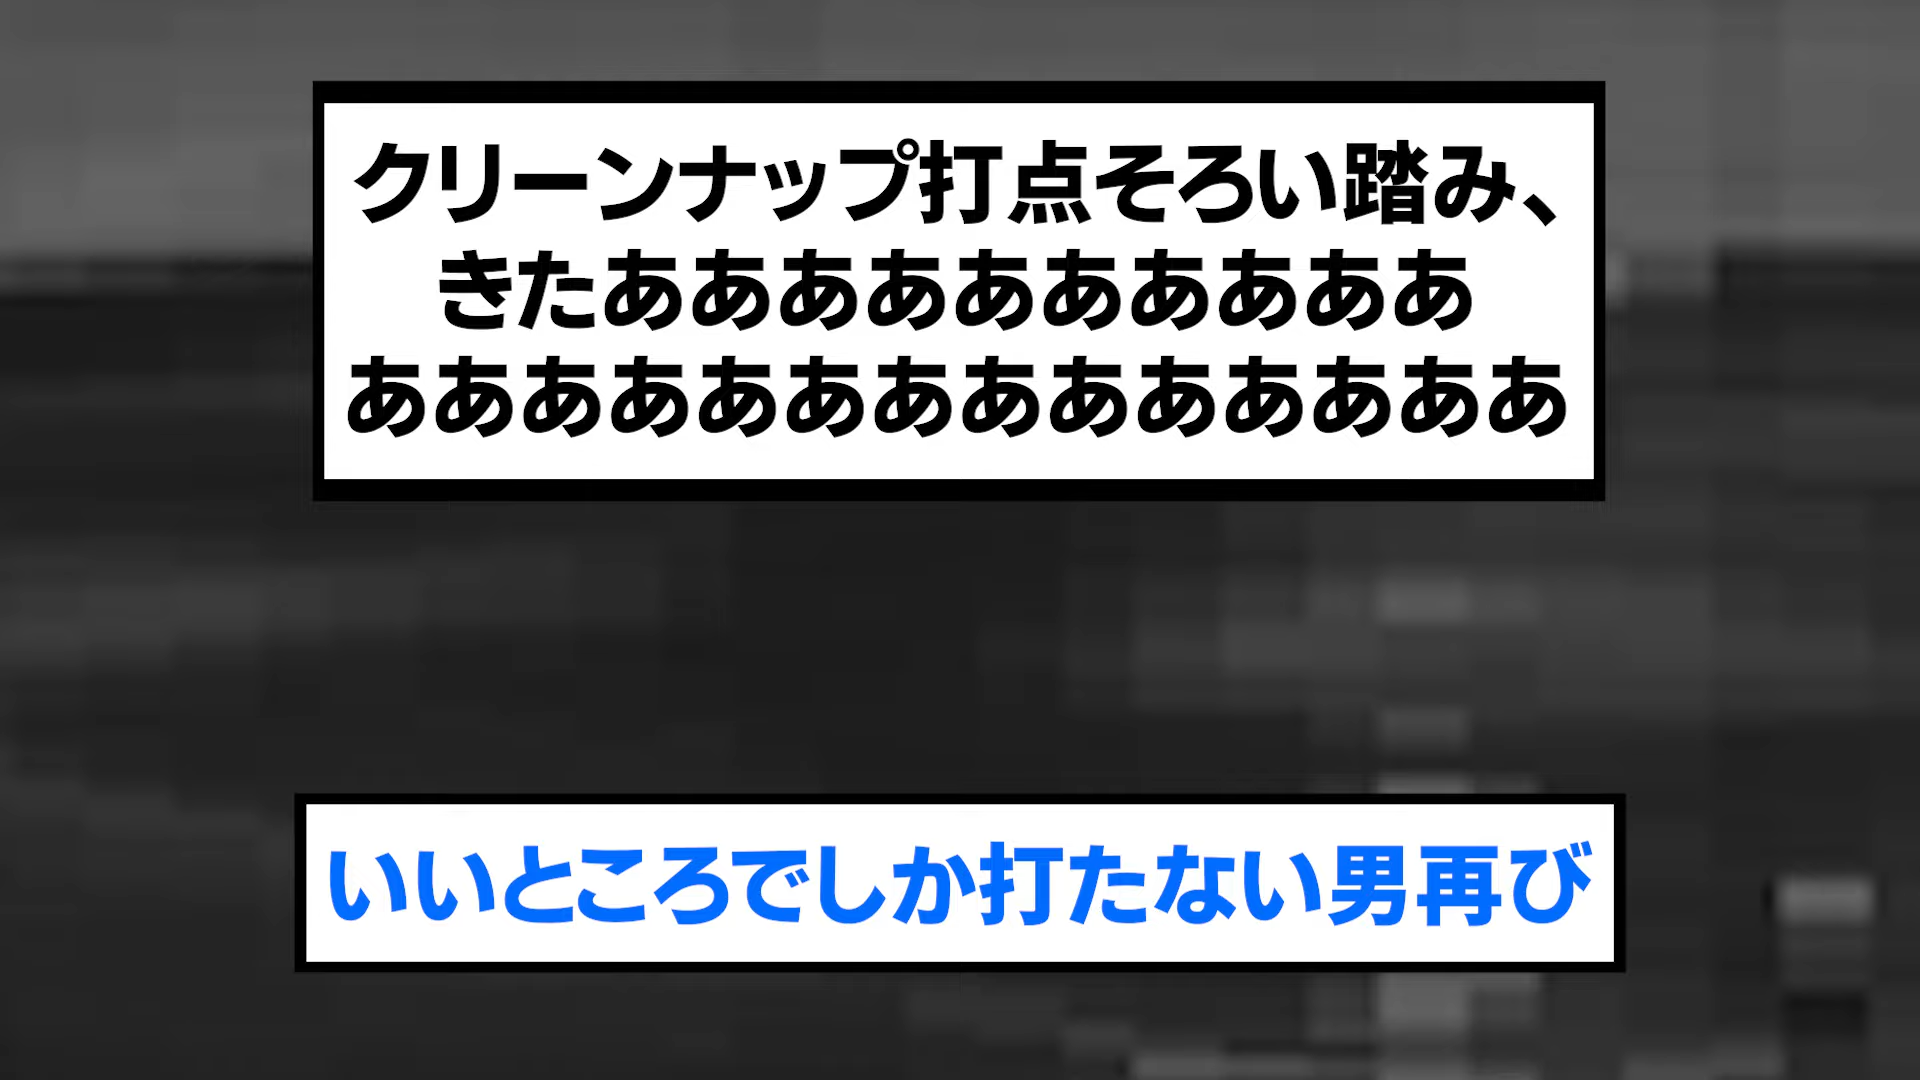 クリーンナップ打点そろい踏み、
きたああああああああああ
ああああああああああああああ
いいところでしか打たない男再び